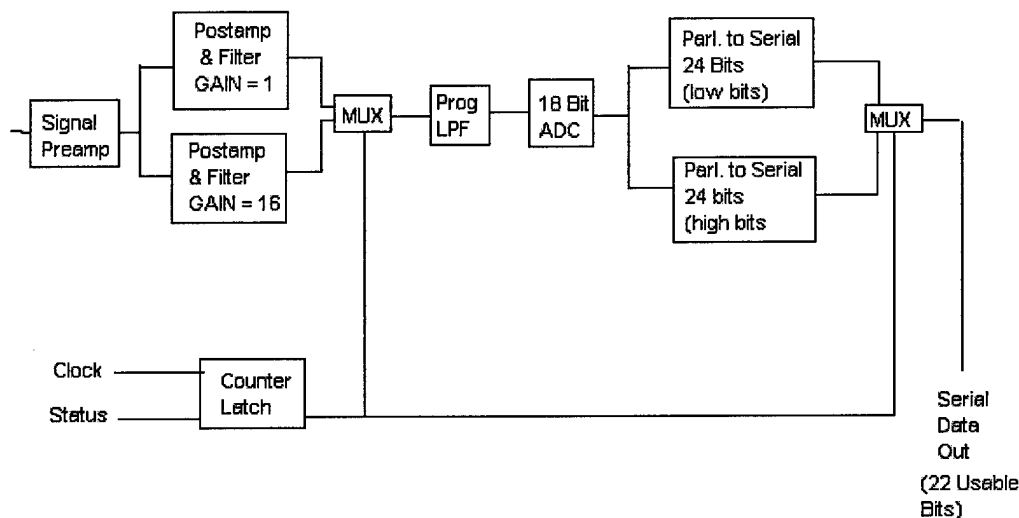 Postamp
& Filter
GAIN = 1
Signal
Preamp
Postamp
& Filter
GAIN = 16
MUX
Prog
LPF
18 Bit
ADC
Parl. to Serial
24 Bits
(low bits)
Parl. to Serial
24 bits
(high bits
MUX
Clock
Status
Counter
Latch
Serial
Data
Out
(22 Usable
Bits)